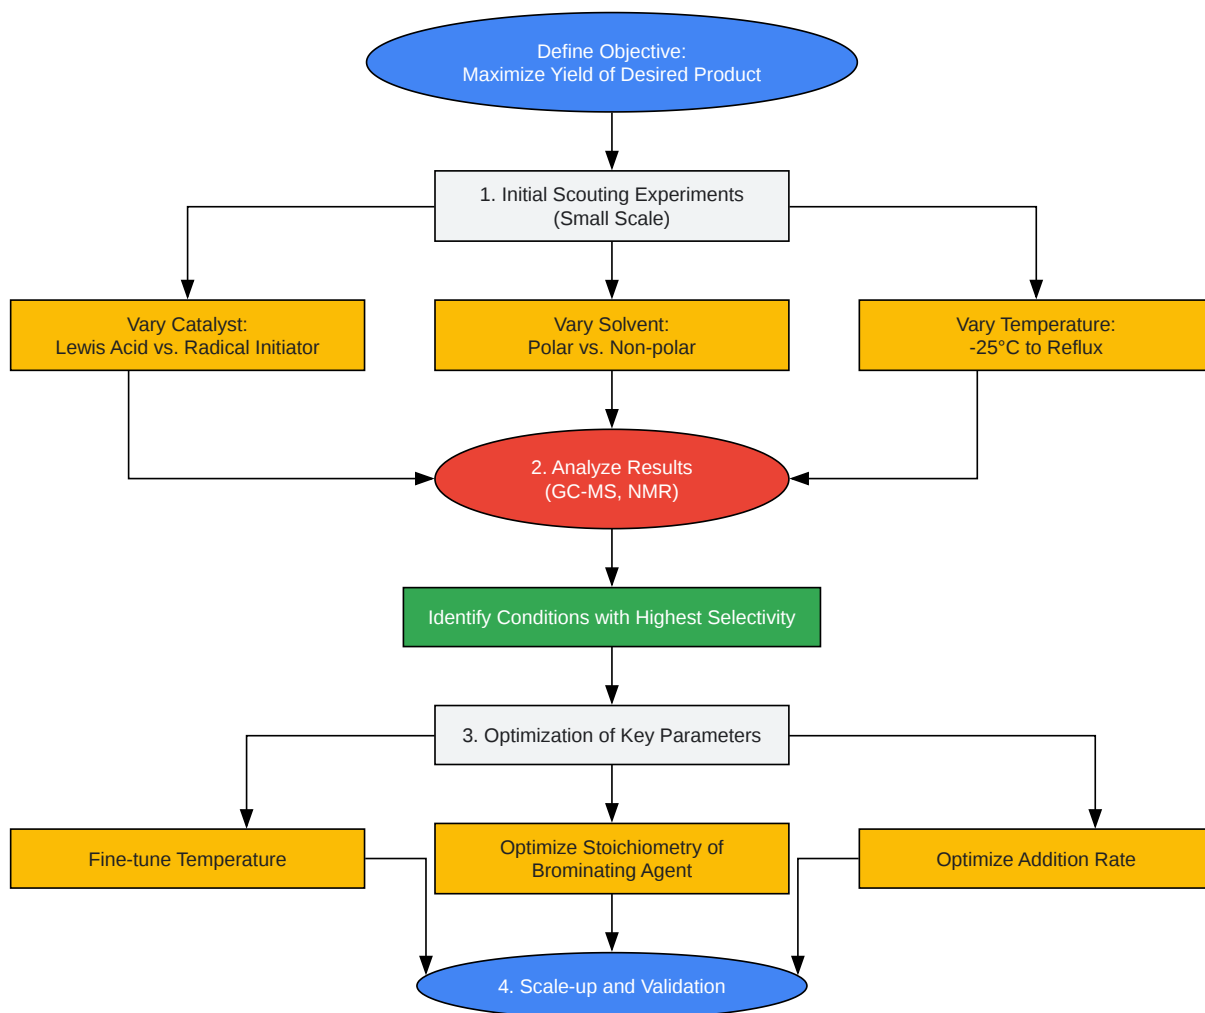 Define Objective:
Maximize Yield of Desired Product
1. Initial Scouting Experiments
(Small Scale)
Vary Catalyst:
Lewis Acid vs. Radical Initiator
Vary Solvent:
Polar vs. Non-polar
Vary Temperature:
-25°C to Reflux
2. Analyze Results
(GC-MS, NMR)
Identify Conditions with Highest Selectivity
3. Optimization of Key Parameters
Fine-tune Temperature
Optimize Stoichiometry of
Brominating Agent
Optimize Addition Rate
4. Scale-up and Validation